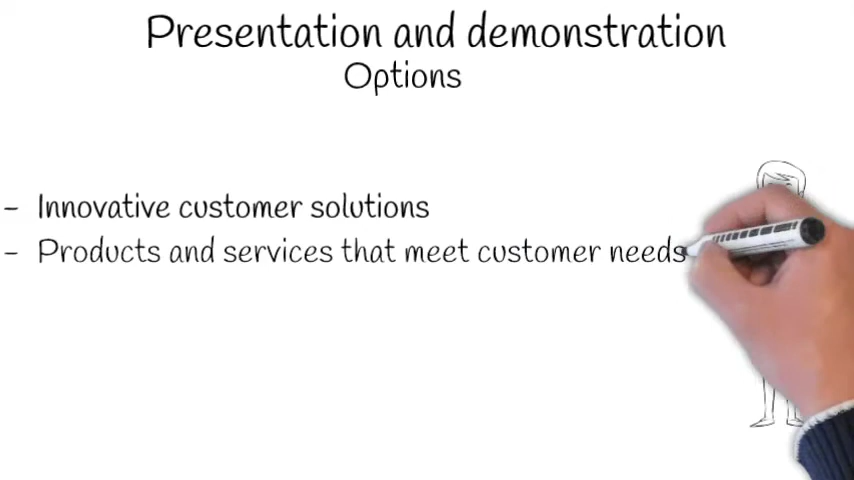 Presentation and demonstration
Options
- Innovative customer solutions
- Products and services that meet customer needs